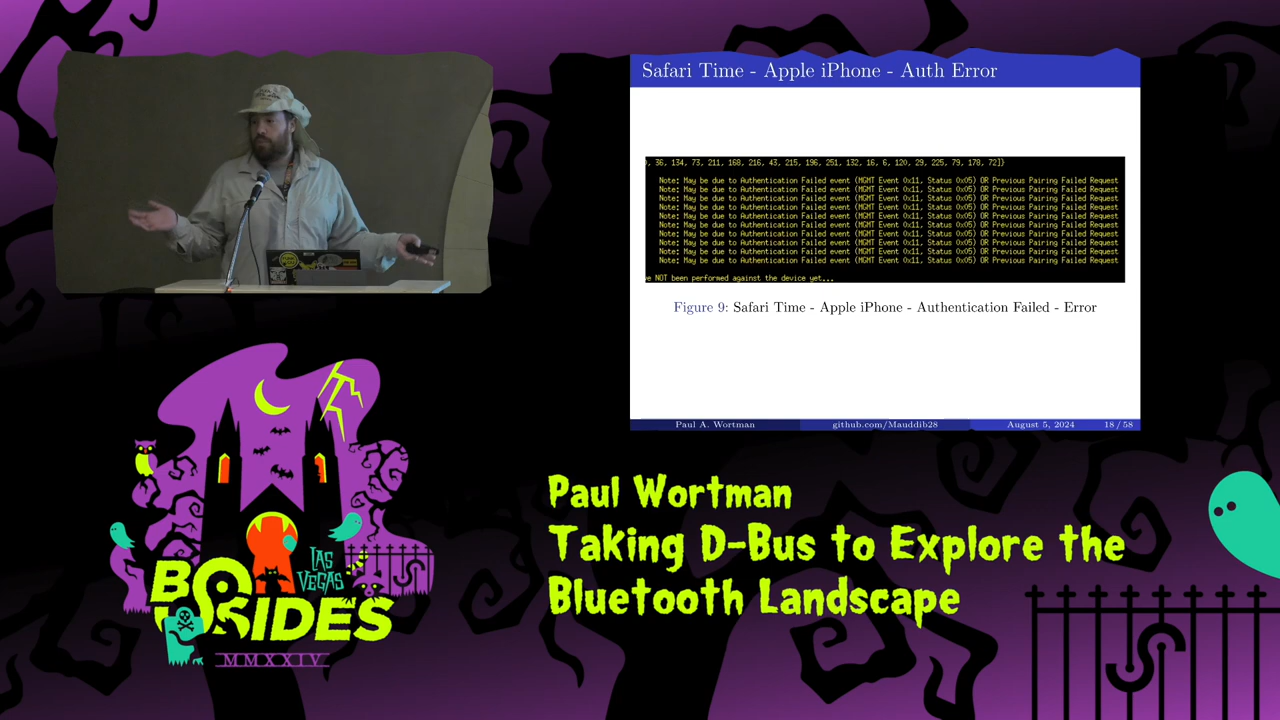 Safari Time - Apple iPhone - Auth Error
), 36, 134, 73, 211, 168, 216, 43, 215, 196, 251, 132, 16, 6, 120, 29, 225, 79, 178, 72]}
Note: May be due to Authentication Failed event (MGMT Event 0x11, Status 0x05) OR Previous Pairing Failed Request
Note: May be due to Authentication Failed event (MGMT Event 0x11, Status 0x05) OR Previous Pairing Failed Request
Note: May be due to Authentication Failed event (MGMT Event 0x11, Status 0x05) OR Previous Pairing Failed Request
Note: May be due to Authentication Failed event (MGMT Event 0x11, Status 0x05) OR Previous Pairing Failed Request
Note: May be due to Authentication Failed event (MGMT Event 0x11, Status 0x05) OR Previous Pairing Failed Request
Note: May be due to Authentication Failed event (MGMT Event 0x11, Status 0x05) OR Previous Pairing Failed Request
Note: May be due to Authentication Failed event (MGMT Event 0x11, Status 0x05) OR Previous Pairing Failed Request
Note: May be due to Authentication Failed event (MGMT Event 0x11, Status 0x05) OR Previous Pairing Failed Request
Note: May be due to Authentication Failed event (MGMT Event 0x11, Status 0x05) OR Previous Pairing Failed Request
Note: May be due to Authentication Failed event (MGMT Event 0x11, Status 0x05) OR Previous Pairing Failed Request
ve NOT been performed against the device yet...
Figure 9: Safari Time - Apple iPhone - Authentication Failed - Error
Paul A. Wortman github.com/Mauddib28 August 5, 2024 18 / 58
Paul Wortman
Taking D-Bus to Explore the
Bluetooth Landscape
LAS
VEGAS
BSIDES
MMXXIV